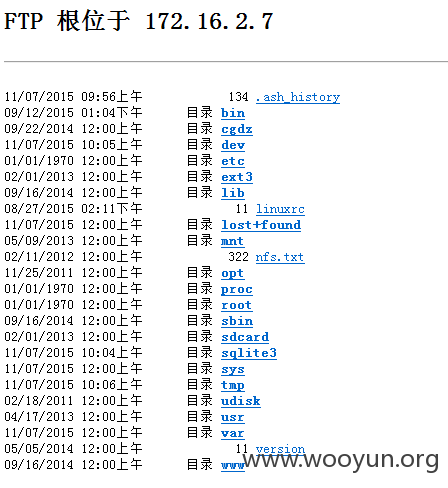 FTP 根位于 172.16.2.7
11/07/2015 09:56上午 134 .ash_history
09/12/2015 01:04下午 目录 bin
09/22/2014 12:00上午 目录 cgdz
11/07/2015 10:05上午 目录 dev
01/01/1970 12:00上午 目录 etc
02/01/2013 12:00上午 目录 ext3
09/16/2014 12:00上午 目录 lib
08/27/2015 02:11下午 11 linuxrc
11/07/2015 12:00上午 目录 lost+found
05/09/2013 12:00上午 目录 mnt
02/11/2012 12:00上午 322 nfs.txt
11/25/2011 12:00上午 目录 opt
01/01/1970 12:00上午 目录 proc
01/01/1970 12:00上午 目录 root
09/16/2014 12:00上午 目录 sbin
02/01/2013 12:00上午 目录 sdcard
11/07/2015 10:04上午 目录 sqlite3
11/07/2015 12:00上午 目录 sys
11/07/2015 10:06上午 目录 tmp
02/18/2011 12:00上午 目录 udisk
04/17/2013 12:00上午 目录 usr
11/07/2015 12:00上午 目录 var
05/05/2014 12:00上午 11 version
09/16/2014 12:00上午 目录 www
www.wooyun.org